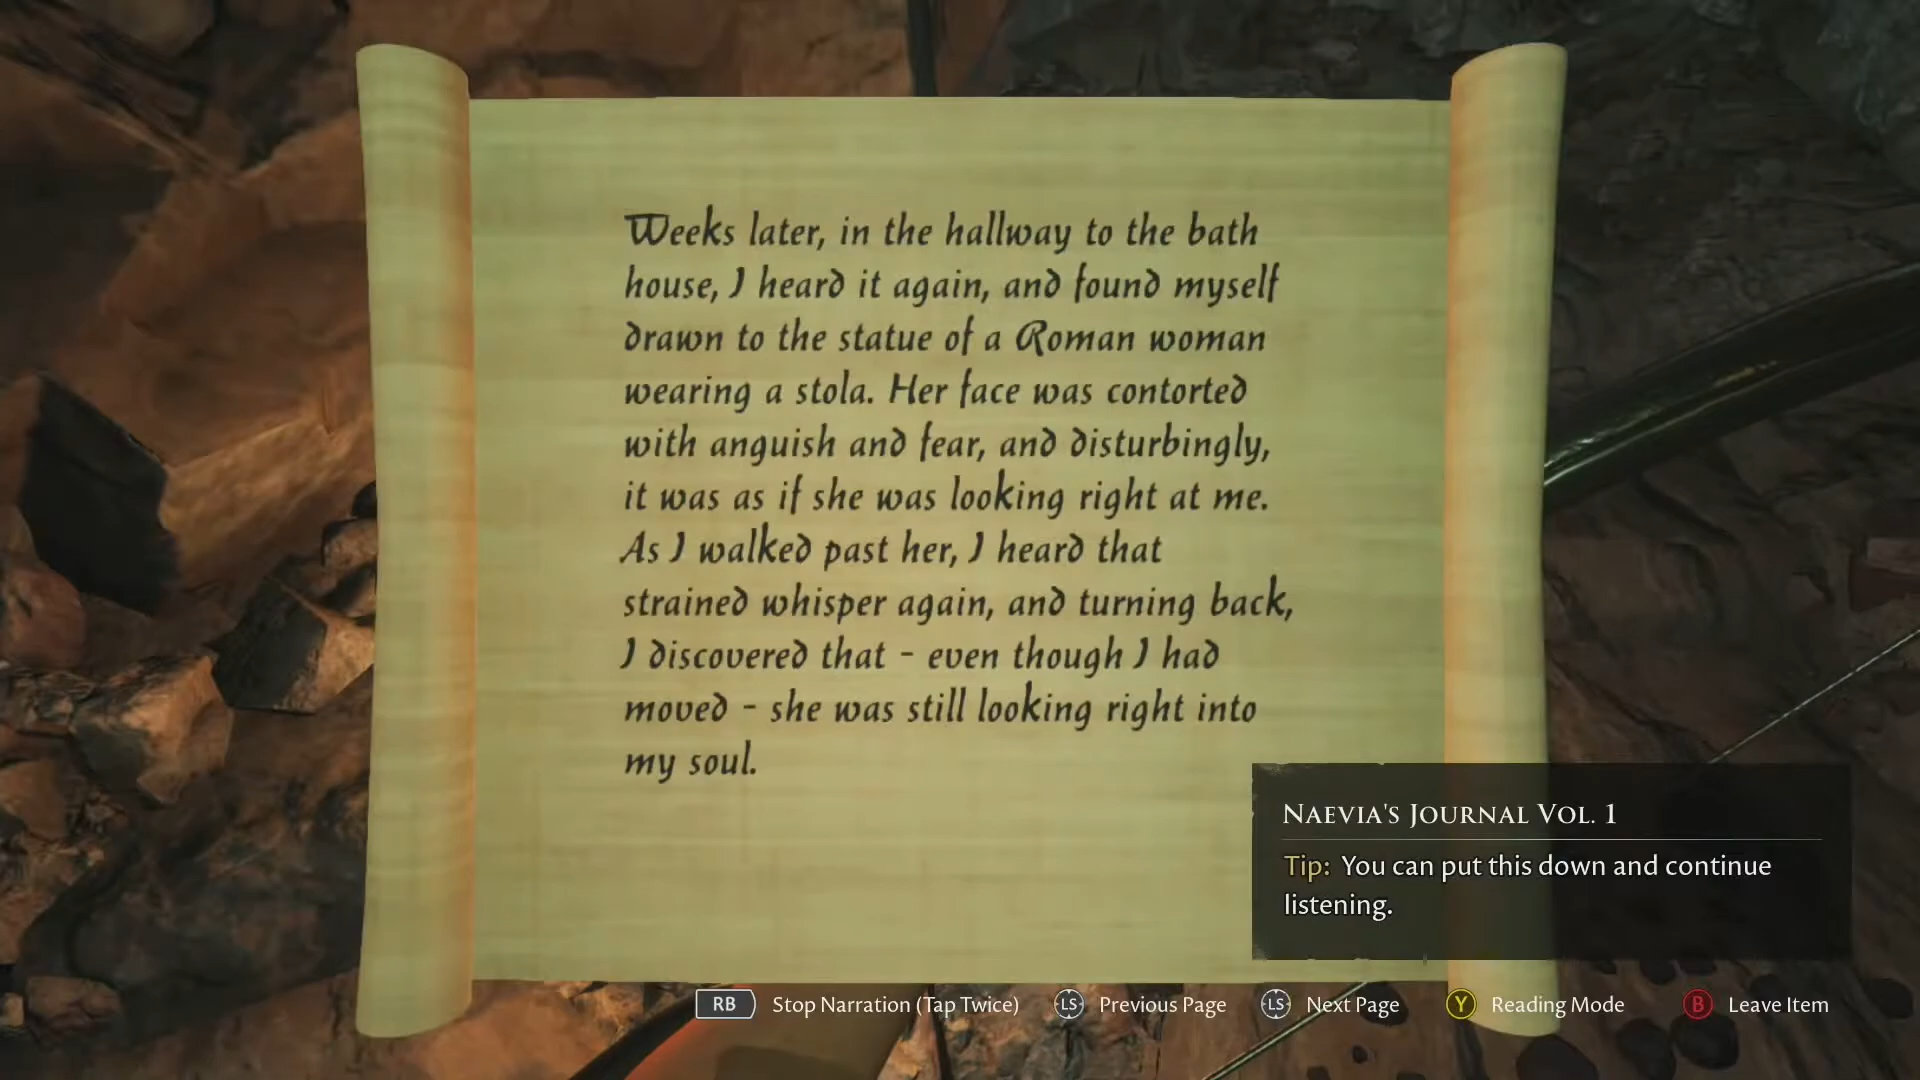 Weeks later, in the hallway to the bath
house, I heard it again, and found myself
drawn to the statue of a Roman woman
wearing a stola. Her face was contorted
with anguish and fear, and disturbingly,
it was as if she was looking right at me.
As I walked past her, I heard that
strained whisper again, and turning back,
I discovered that - even though I had
moved - she was still looking right into
my soul.
Naevia's Journal Vol. 1
Tip: You can put this down and continue
listening.
RB Stop Narration (Tap Twice) LS Previous Page LS Next Page Y Reading Mode B Leave Item